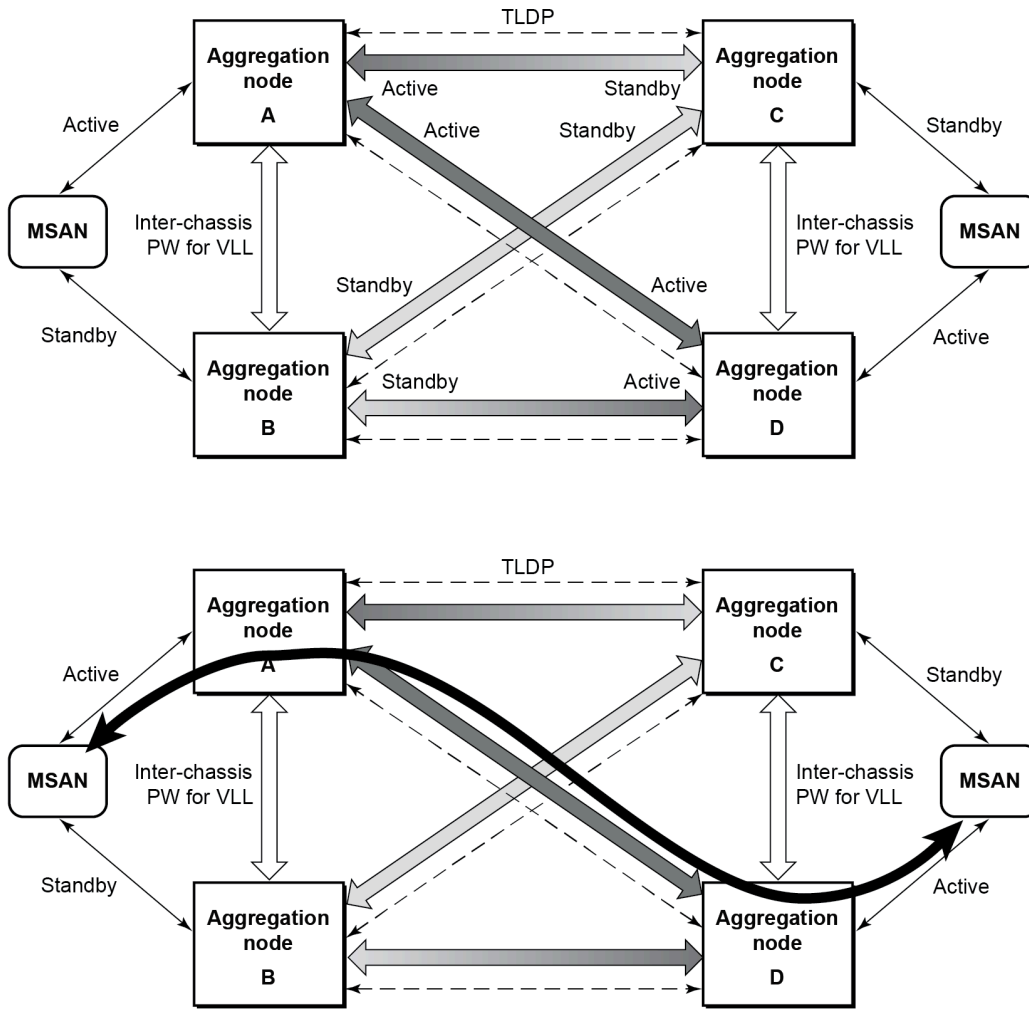 TLDP
Aggregation
node
A
Aggregation
node
C
Active
Standby
Active
Standby
Active
Standby
MSAN
Inter-chassis
PW for VLL
Inter-chassis
PW for VLL
MSAN
Standby
Active
Standby
Active
Aggregation
node
B
Standby
Active
Aggregation
node
D
TLDP
Aggregation
node
A
Aggregation
node
C
Active
Standby
MSAN
Inter-chassis
PW for VLL
Inter-chassis
PW for VLL
MSAN
Standby
Active
Aggregation
node
B
Aggregation
node
D